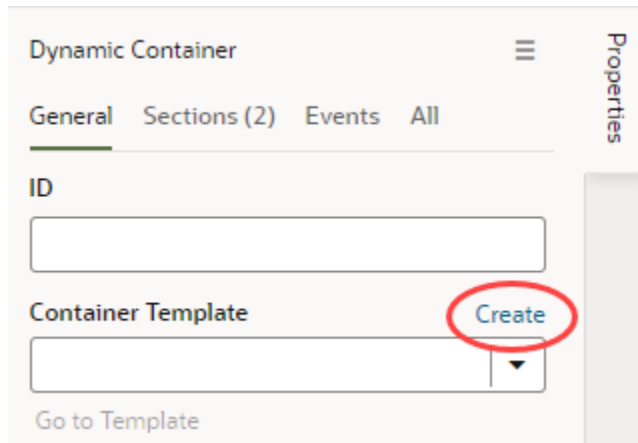 Dynamic Container
General Sections (2) Events All
ID
Container Template Create
Go to Template
Properties